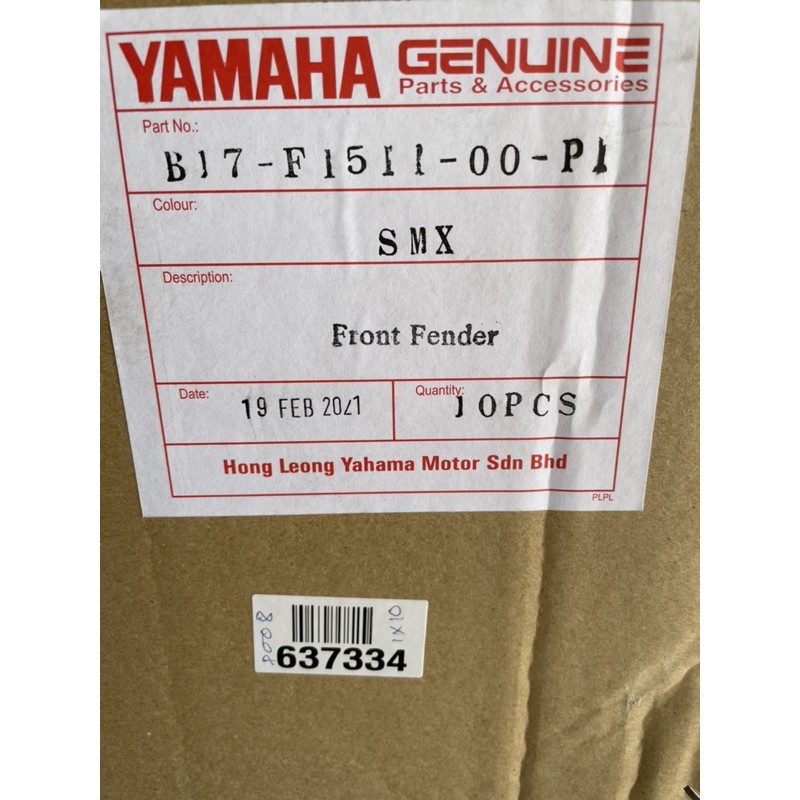 YAMAHA GENUINE
Parts & Accessories
Part No.:
B17-F1511-00-P1
Colour:
SMX
Description:
Front Fender
Date:
19 FEB 2021
Quantity:
10PCS
Hong Leong Yahama Motor Sdn Bhd
PLPL
1X10
637334